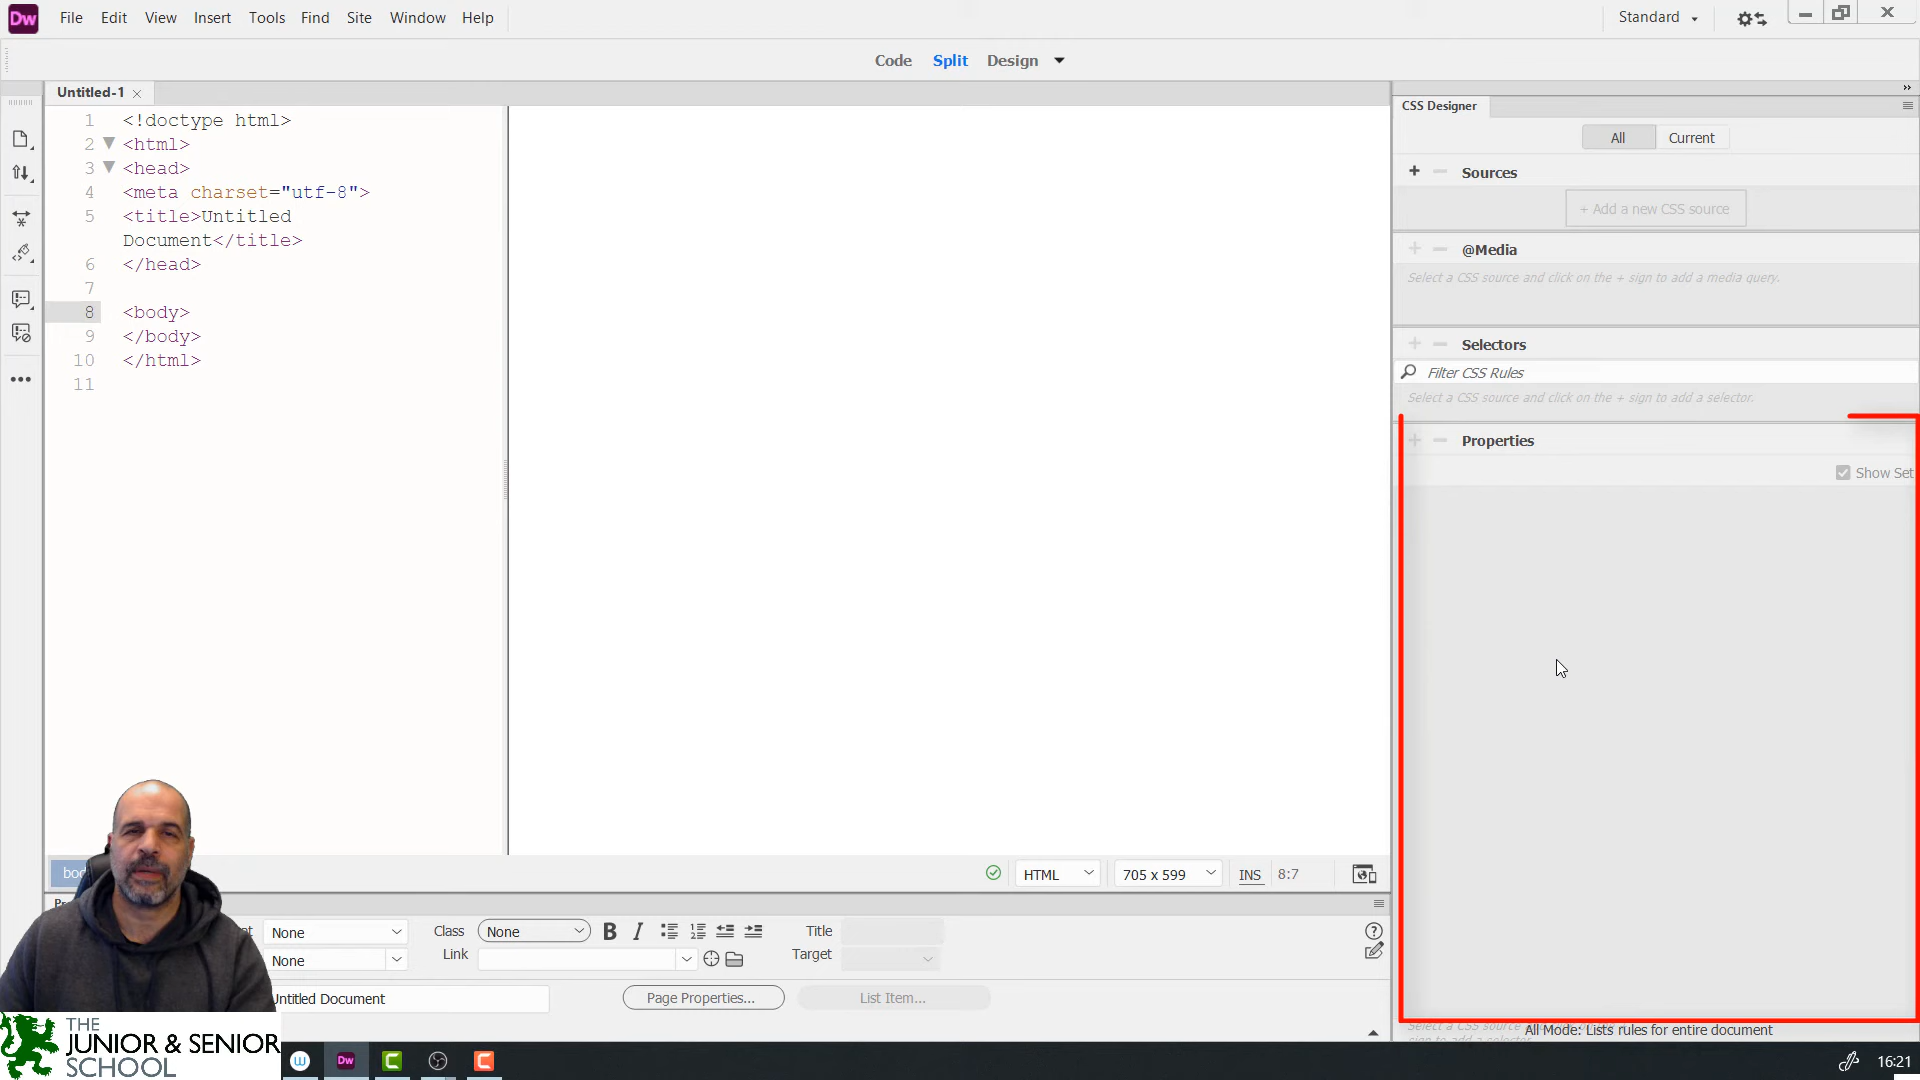 Dw File Edit View Insert Tools Find Site Window Help Standard
Code Split Design
Untitled-1
1 <!doctype html>
2 <html>
3 <head>
4 <meta charset="utf-8">
5 <title>Untitled
Document</title>
6 </head>
7
8 <body>
9 </body>
10 </html>
11
CSS Designer
All Current
Sources
+ Add a new CSS source
@Media
Select a CSS source and click on the + sign to add a media query.
Selectors
Filter CSS Rules
Select a CSS source and click on the + sign to add a selector.
Properties
Show Set
HTML 705 x 599 INS 8:7
None Class None B I Title
None Link Target
Untitled Document Page Properties... List Item...
All Mode: Lists rules for entire document
THE
JUNIOR & SENIOR
SCHOOL
W Dw C C 16:21